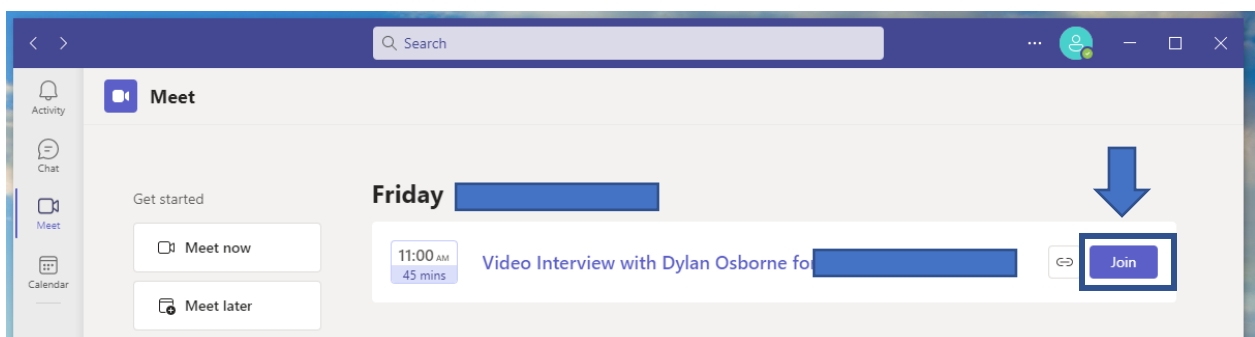 Search
Activity
Meet
Chat
Meet
Calendar
Get started
Meet now
Meet later
Friday
11:00 AM
45 mins
Video Interview with Dylan Osborne for
Join